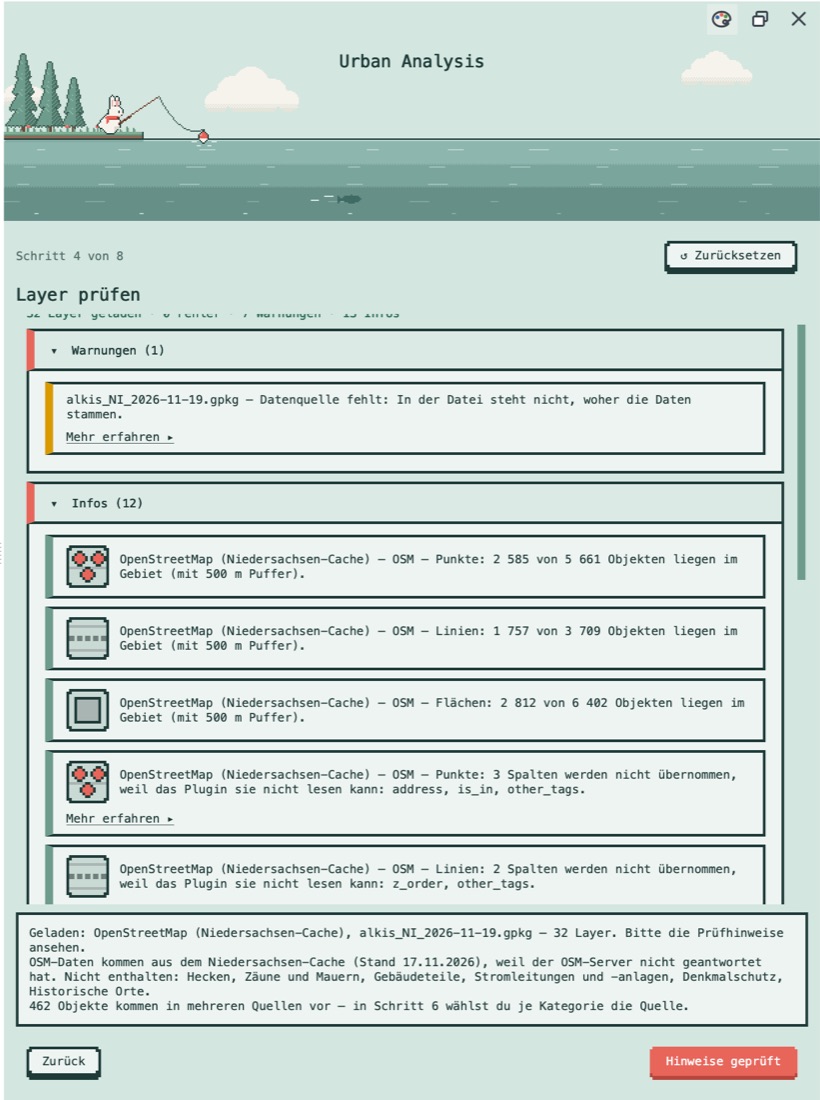 Urban Analysis
Schritt 4 von 8
↺ Zurücksetzen
Layer prüfen
32 Layer geladen · 0 Fehler · 7 Warnungen · 13 Infos
▾ Warnungen (1)
alkis_NI_2026-11-19.gpkg — Datenquelle fehlt: In der Datei steht nicht, woher die Daten
stammen.
Mehr erfahren ▸
▾ Infos (12)
OpenStreetMap (Niedersachsen-Cache) — OSM — Punkte: 2 585 von 5 661 Objekten liegen im
Gebiet (mit 500 m Puffer).
OpenStreetMap (Niedersachsen-Cache) — OSM — Linien: 1 757 von 3 709 Objekten liegen im
Gebiet (mit 500 m Puffer).
OpenStreetMap (Niedersachsen-Cache) — OSM — Flächen: 2 812 von 6 402 Objekten liegen im
Gebiet (mit 500 m Puffer).
OpenStreetMap (Niedersachsen-Cache) — OSM — Punkte: 3 Spalten werden nicht übernommen,
weil das Plugin sie nicht lesen kann: address, is_in, other_tags.
Mehr erfahren ▸
OpenStreetMap (Niedersachsen-Cache) — OSM — Linien: 2 Spalten werden nicht übernommen,
weil das Plugin sie nicht lesen kann: z_order, other_tags.
Geladen: OpenStreetMap (Niedersachsen-Cache), alkis_NI_2026-11-19.gpkg — 32 Layer. Bitte die Prüfhinweise
ansehen.
OSM-Daten kommen aus dem Niedersachsen-Cache (Stand 17.11.2026), weil der OSM-Server nicht geantwortet
hat. Nicht enthalten: Hecken, Zäune und Mauern, Gebäudeteile, Stromleitungen und -anlagen, Denkmalschutz,
Historische Orte.
462 Objekte kommen in mehreren Quellen vor — in Schritt 6 wählst du je Kategorie die Quelle.
Zurück
Hinweise geprüft